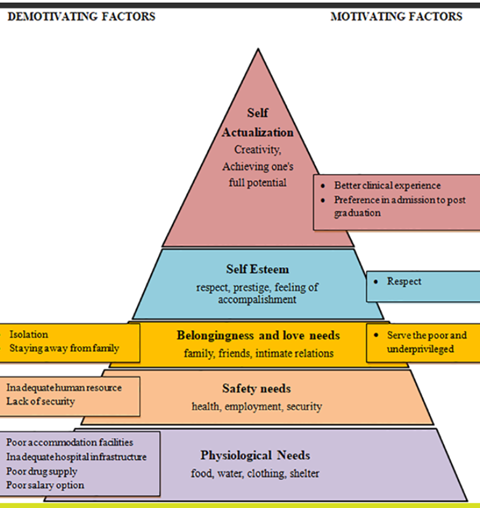 DEMOTIVATING FACTORS
MOTIVATING FACTORS
Self
Actualization
Creativity,
Achieving one's
full potential
• Better clinical experience
• Preference in admission to post
graduation
Self Esteem
respect, prestige, feeling of
accompalishment
• Respect
Isolation
Staying away from family
Belongingness and love needs
family, friends, intimate relations
• Serve the poor and
underprivileged
Inadequate human resource
Lack of security
Safety needs
health, employment, security
Poor accommodation facilities
Inadequate hospital infrastructure
Poor drug supply
Poor salary option
Physiological Needs
food, water, clothing, shelter